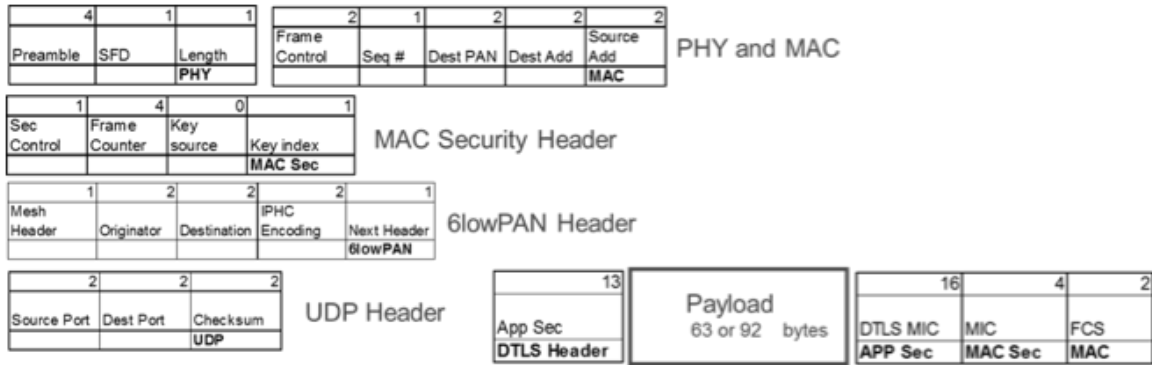 4 1 1
Preamble SFD Length
PHY
2 1 2 2 2
Frame Control Seq # Dest PAN Dest Add Source Add
MAC
PHY and MAC
1 4 0 1
Sec Control Frame Counter Key source Key index
MAC Sec
MAC Security Header
1 2 2 2 1
Mesh Header Originator Destination IPHC Encoding Next Header
6lowPAN
6lowPAN Header
2 2 2
Source Port Dest Port Checksum
UDP
UDP Header
13
App Sec
DTLS Header
Payload
63 or 92 bytes
16 4 2
DTLS MIC MIC FCS
APP Sec MAC Sec MAC